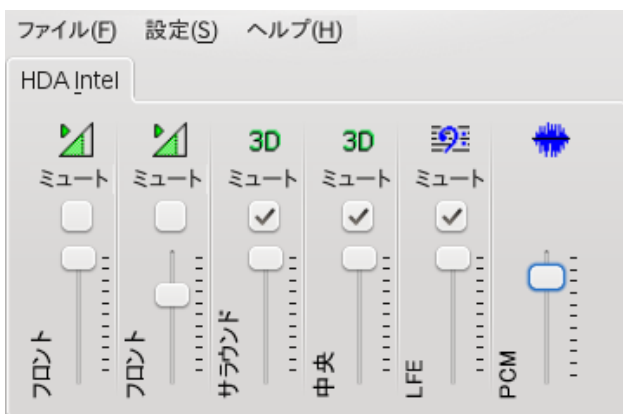 ファイル(F) 設定(S) ヘルプ(H)
HDA Intel
3D 3D
ミュート ミュート ミュート ミュート ミュート
フロント フロント サラウンド 中央 LFE PCM